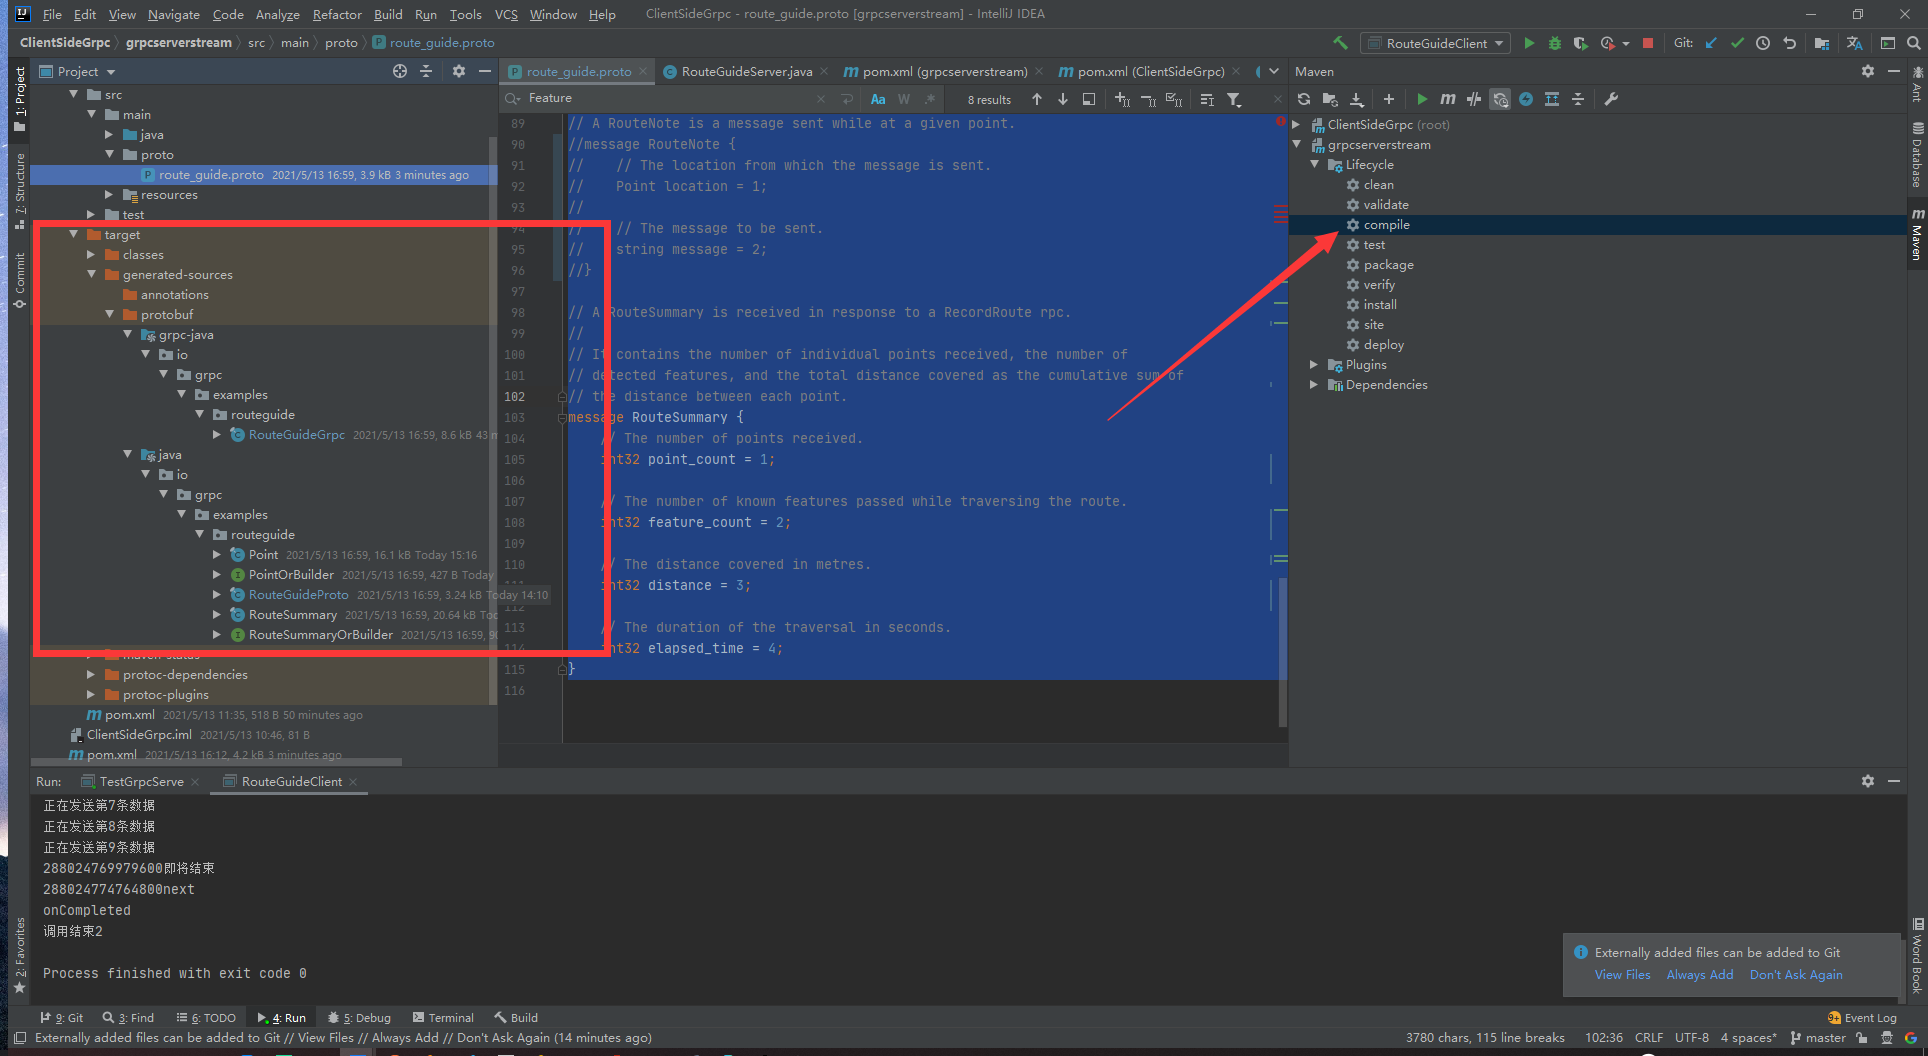 File Edit View Navigate Code Analyze Refactor Build Run Tools VCS Window Help ClientSideGrpc - route_guide.proto [grpcserverstream] - IntelliJ IDEA
ClientSideGrpc grpcserverstream src main proto route_guide.proto RouteGuideClient Git:
Project route_guide.proto RouteGuideServer.java pom.xml (grpcserverstream) pom.xml (ClientSideGrpc) Maven
Feature Aa W .* 8 results
1: Project
7: Structure
Commit
2: Favorites
src
main
java
proto
route_guide.proto 2021/5/13 16:59, 3.9 kB 3 minutes ago
resources
test
target
classes
generated-sources
annotations
protobuf
grpc-java
io
grpc
examples
routeguide
RouteGuideGrpc 2021/5/13 16:59, 8.6 kB 43 m
java
io
grpc
examples
routeguide
Point 2021/5/13 16:59, 16.1 kB Today 15:16
PointOrBuilder 2021/5/13 16:59, 427 B Today
RouteGuideProto 2021/5/13 16:59, 3.24 kB Today 14:10
RouteSummary 2021/5/13 16:59, 20.64 kB Toc
RouteSummaryOrBuilder 2021/5/13 16:59, 90
maven-status
protoc-dependencies
protoc-plugins
pom.xml 2021/5/13 11:35, 518 B 50 minutes ago
ClientSideGrpc.iml 2021/5/13 10:46, 81 B
pom.xml 2021/5/13 16:12, 4.2 kB 3 minutes ago
89 // A RouteNote is a message sent while at a given point.
90 //message RouteNote {
91 // // The location from which the message is sent.
92 // Point location = 1;
93 //
94 // // The message to be sent.
95 // string message = 2;
96 //}
97
98 // A RouteSummary is received in response to a RecordRoute rpc.
99 //
100 // It contains the number of individual points received, the number of
101 // detected features, and the total distance covered as the cumulative sum of
102 // the distance between each point.
103 message RouteSummary {
104 // The number of points received.
105 int32 point_count = 1;
106
107 // The number of known features passed while traversing the route.
108 int32 feature_count = 2;
109
110 // The distance covered in metres.
111 int32 distance = 3;
112
113 // The duration of the traversal in seconds.
114 int32 elapsed_time = 4;
115 }
116
ClientSideGrpc (root)
grpcserverstream
Lifecycle
clean
validate
compile
test
package
verify
install
site
deploy
Plugins
Dependencies
Ant
Database
Maven
Word Book
Run: TestGrpcServe RouteGuideClient
正在发送第7条数据
正在发送第8条数据
正在发送第9条数据
288024769979600即将结束
288024774764800next
onCompleted
调用结束2
Process finished with exit code 0
Externally added files can be added to Git
View Files Always Add Don't Ask Again
9: Git 3: Find 6: TODO 4: Run 5: Debug Terminal Build 9+ Event Log
Externally added files can be added to Git // View Files // Always Add // Don't Ask Again (14 minutes ago) 3780 chars, 115 line breaks 102:36 CRLF UTF-8 4 spaces* master